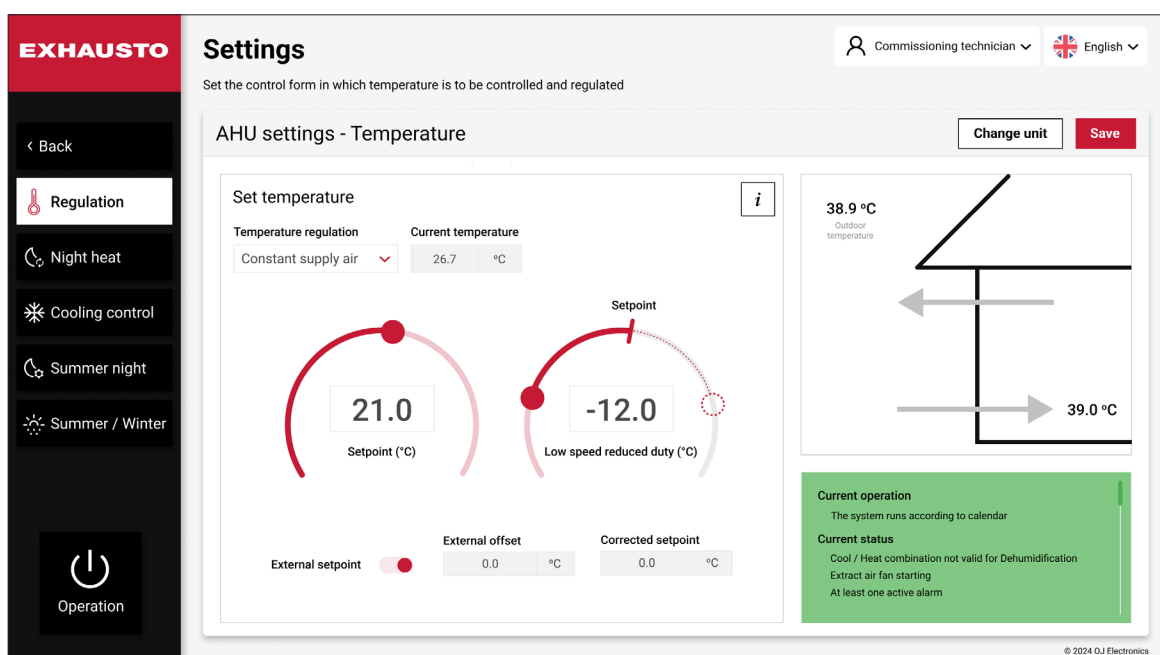 EXHAUSTO
Settings
Commissioning technician
English
Set the control form in which temperature is to be controlled and regulated
< Back
Regulation
Night heat
Cooling control
Summer night
Summer / Winter
Operation
AHU settings - Temperature
Change unit
Save
Set temperature
i
Temperature regulation
Current temperature
Constant supply air
26.7 °C
Setpoint
21.0
Setpoint (°C)
-12.0
Low speed reduced duty (°C)
External setpoint
External offset
0.0 °C
Corrected setpoint
0.0 °C
38.9 °C
Outdoor
temperature
39.0 °C
Current operation
The system runs according to calendar
Current status
Cool / Heat combination not valid for Dehumidification
Extract air fan starting
At least one active alarm
© 2024 OJ Electronics